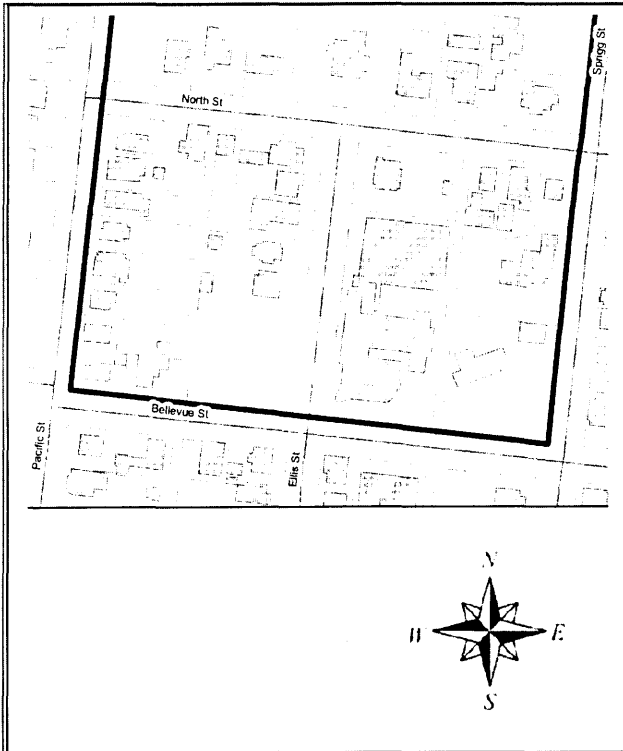 Sprigg St
North St
Bellevue St
Pacific St
Ellis St
N
W E
S